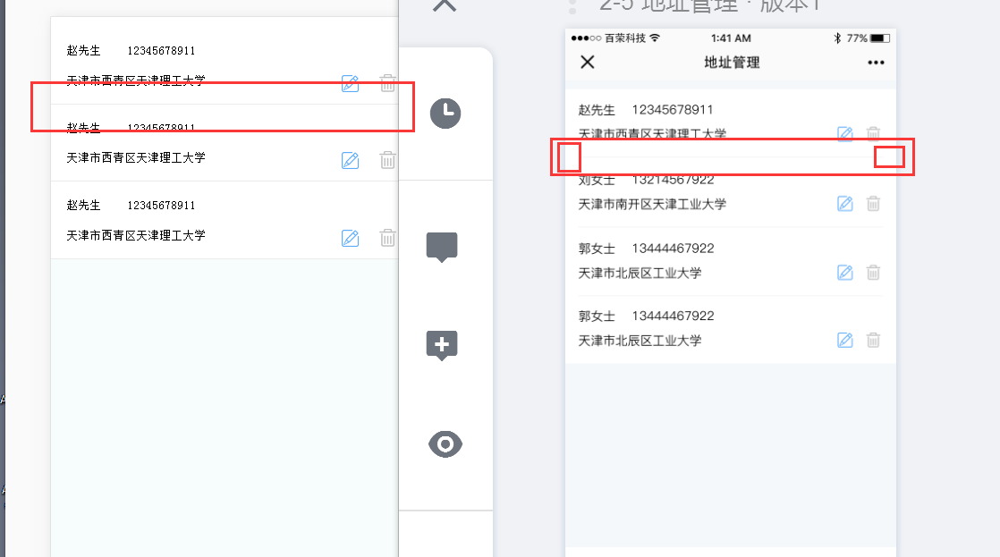 赵先生 12345678911
天津市西青区天津理工大学
赵先生 12345678911
天津市西青区天津理工大学
赵先生 12345678911
天津市西青区天津理工大学
2-5 地址管理 · 版本1
百荣科技 1:41 AM 77%
地址管理
赵先生 12345678911
天津市西青区天津理工大学
刘女士 13214567922
天津市南开区天津工业大学
郭女士 13444467922
天津市北辰区工业大学
郭女士 13444467922
天津市北辰区工业大学